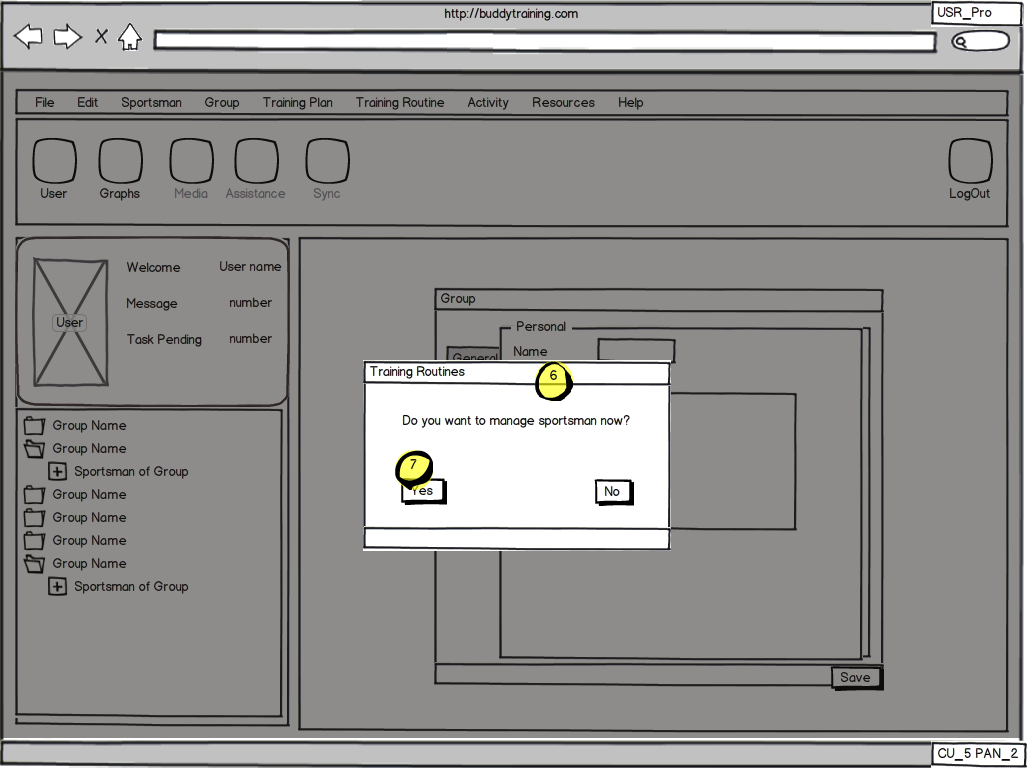 http://buddytraining.com
USR_Pro
File Edit Sportsman Group Training Plan Training Routine Activity Resources Help
User Graphs Media Assistance Sync LogOut
Welcome User name
Message number
User
Task Pending number
Group Name
Group Name
Sportsman of Group
Group Name
Group Name
Group Name
Group Name
Sportsman of Group
Group
Personal
General
Name
Training Routines
6
Do you want to manage sportsman now?
7
Yes No
Save
CU_5 PAN_2